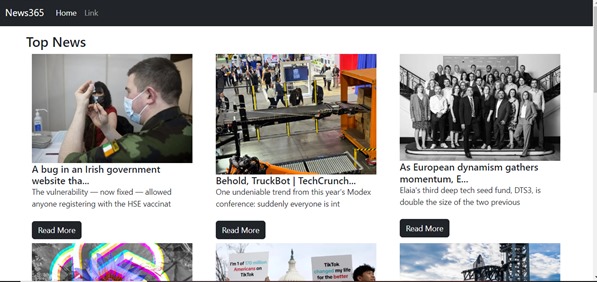 News365 Home Link
Top News
A bug in an Irish government
website tha...
The vulnerability — now fixed — allowed
anyone registering with the HSE vaccinat
Read More
Behold, TruckBot | TechCrunch...
One undeniable trend from this year's Modex
conference: suddenly everyone is int
Read More
As European dynamism gathers
momentum, E...
Elaia's third deep tech seed fund, DTS3, is
double the size of the two previous
Read More
I'm 1 of 170 million
Americans on
TikTok
TikTok
changed my life
for the better